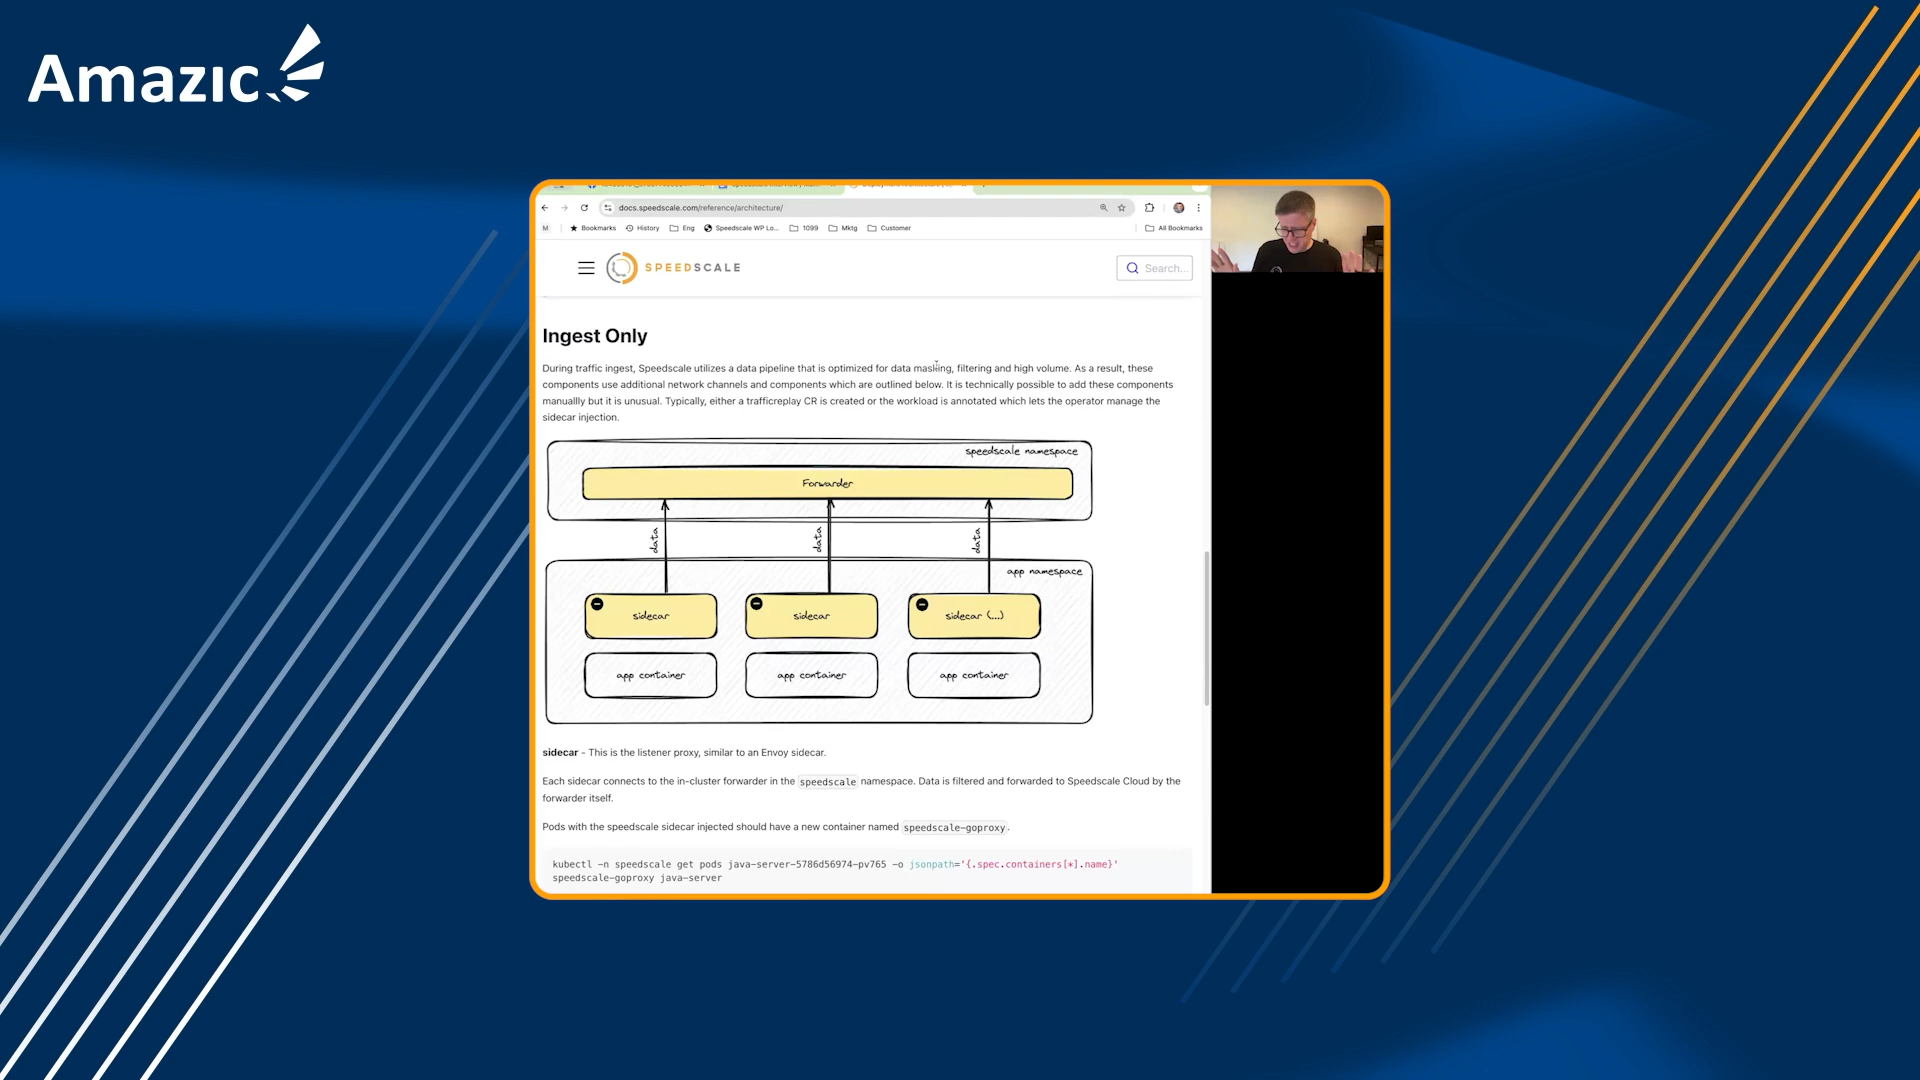 Amazic
docs.speedscale.com/reference/architecture/
M Bookmarks History Eng Speedscale WP Lo... 1099 Mktg Customer All Bookmarks
SPEEDSCALE
Search...
Ingest Only
During traffic ingest, Speedscale utilizes a data pipeline that is optimized for data masking, filtering and high volume. As a result, these
components use additional network channels and components which are outlined below. It is technically possible to add these components
manuallly but it is unusual. Typically, either a trafficreplay CR is created or the workload is annotated which lets the operator manage the
sidecar injection.
speedscale namespace
Forwarder
data data data
app namespace
sidecar sidecar sidecar (...)
app container app container app container
sidecar - This is the listener proxy, similar to an Envoy sidecar.
Each sidecar connects to the in-cluster forwarder in the speedscale namespace. Data is filtered and forwarded to Speedscale Cloud by the
forwarder itself.
Pods with the speedscale sidecar injected should have a new container named speedscale-goproxy.
kubectl -n speedscale get pods java-server-5786d56974-pv765 -o jsonpath='{.spec.containers[*].name}'
speedscale-goproxy java-server